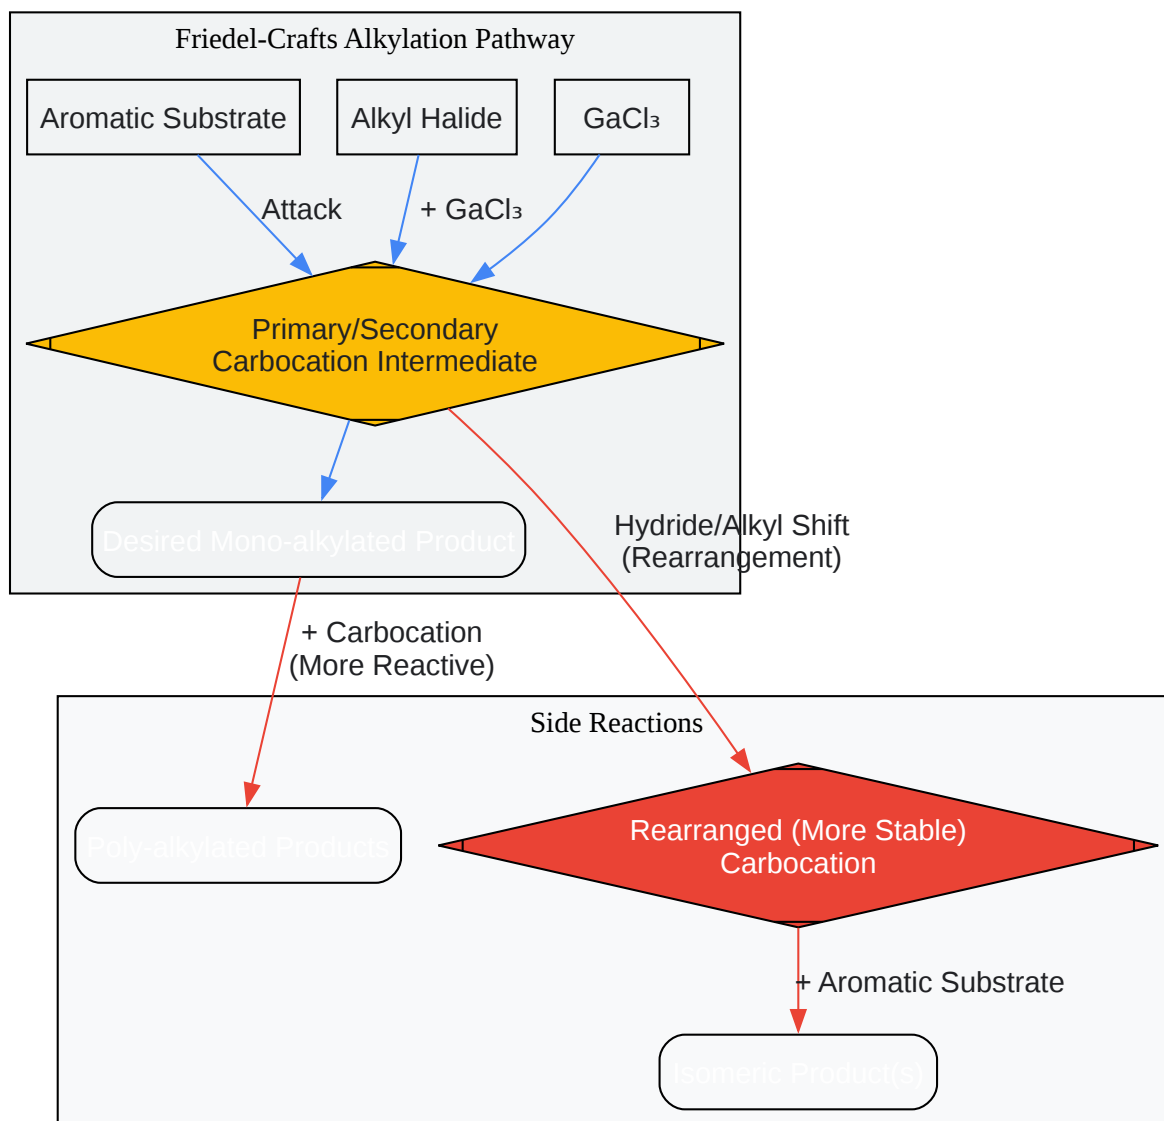 Friedel-Crafts Alkylation Pathway
Aromatic Substrate
Alkyl Halide
GaCl₃
Attack
+ GaCl₃
Primary/Secondary
Carbocation Intermediate
Desired Mono-alkylated Product
Hydride/Alkyl Shift
(Rearrangement)
+ Carbocation
(More Reactive)
Side Reactions
Poly-alkylated Products
Rearranged (More Stable)
Carbocation
+ Aromatic Substrate
Isomeric Product(s)